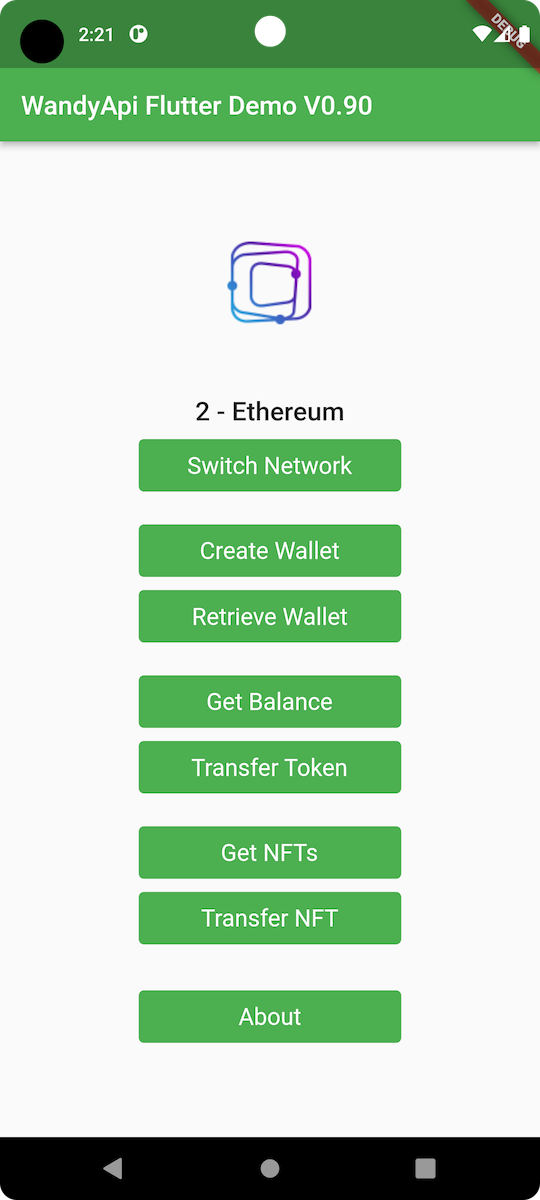 2:21
DEBUG
WandyApi Flutter Demo V0.90
2 - Ethereum
Switch Network
Create Wallet
Retrieve Wallet
Get Balance
Transfer Token
Get NFTs
Transfer NFT
About